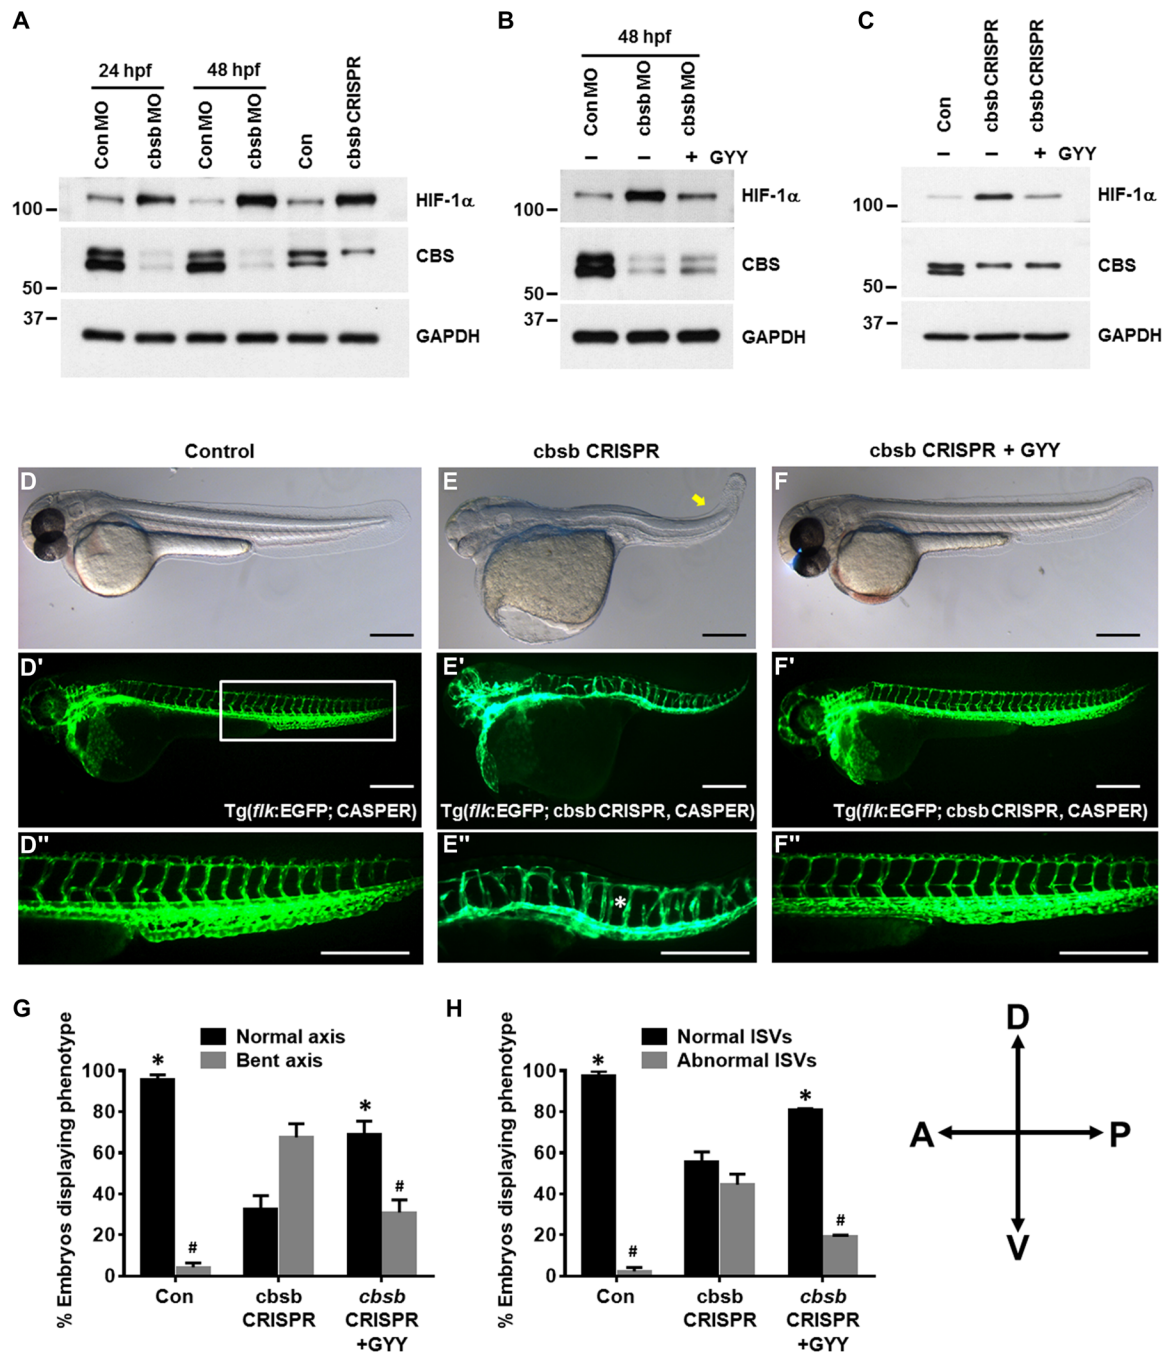 A
24 hpf
48 hpf
Con MO
cbsb MO
Con MO
cbsb MO
Con
cbsb CRISPR
100
HIF-1α
CBS
50
37
GAPDH
B
48 hpf
Con MO
cbsb MO
cbsb MO
– – + GYY
100
HIF-1α
CBS
50
37
GAPDH
C
Con
cbsb CRISPR
cbsb CRISPR
– – + GYY
100
HIF-1α
CBS
50
37
GAPDH
Control
cbsb CRISPR
cbsb CRISPR + GYY
D
E
F
D'
E'
F'
Tg(flk:EGFP; CASPER)
Tg(flk:EGFP; cbsb CRISPR, CASPER)
Tg(flk:EGFP; cbsb CRISPR, CASPER)
D"
E"
*
F"
G
% Embryos displaying phenotype
Normal axis
Bent axis
100
80
60
40
20
0
*
#
*
#
Con
cbsb
CRISPR
cbsb
CRISPR
+GYY
H
% Embryos displaying phenotype
Normal ISVs
Abnormal ISVs
100
80
60
40
20
0
*
#
*
#
Con
cbsb
CRISPR
cbsb
CRISPR
+GYY
D
A
P
V